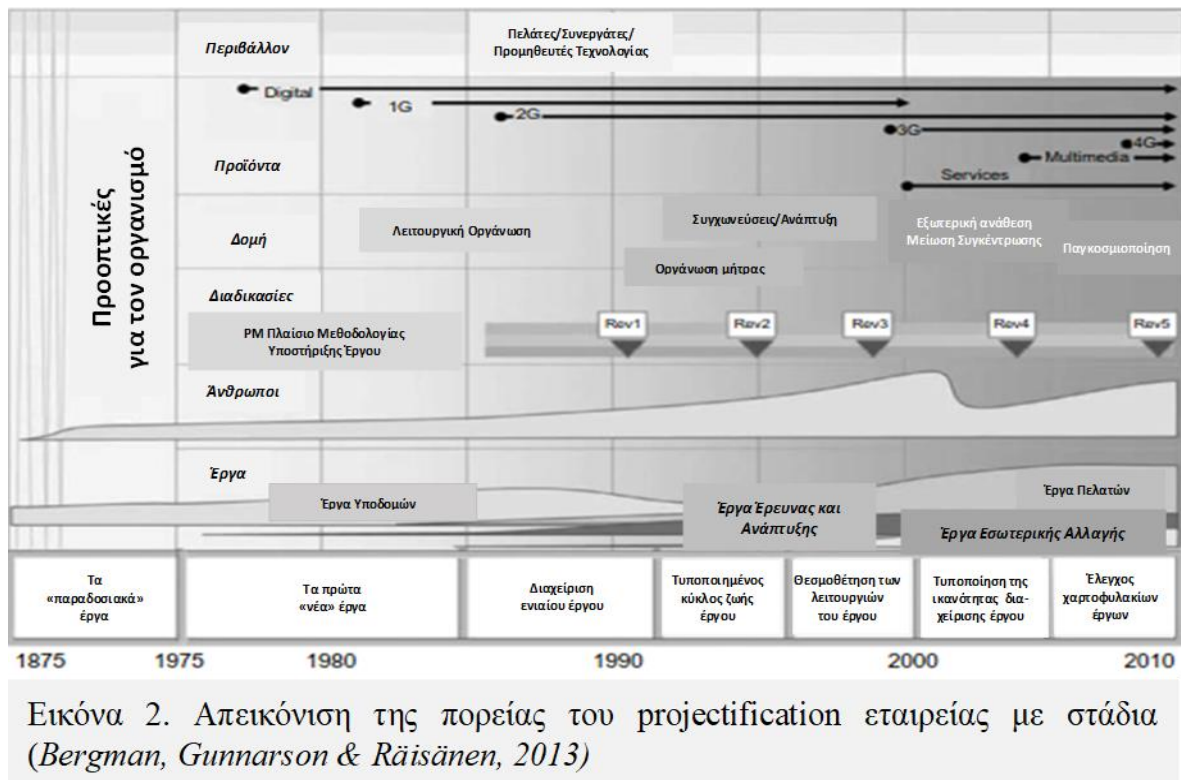 Περιβάλλον
Πελάτες/Συνεργάτες/
Προμηθευτές Τεχνολογίας
Προοπτικές
για τον οργανισμό
Digital
1G
2G
3G
4G
Multimedia
Services
Προϊόντα
Δομή
Λειτουργική Οργάνωση
Συγχωνεύσεις/Ανάπτυξη
Οργάνωση μήτρας
Εξωτερική ανάθεση
Μείωση Συγκέντρωσης
Παγκοσμιοποίηση
Διαδικασίες
PM Πλαίσιο Μεθοδολογίας
Υποστήριξης Έργου
Rev1
Rev2
Rev3
Rev4
Rev5
Άνθρωποι
Έργα
Έργα Υποδομών
Έργα Έρευνας και
Ανάπτυξης
Έργα Πελατών
Έργα Εσωτερικής Αλλαγής
Τα
«παραδοσιακά»
έργα
Τα πρώτα
«νέα» έργα
Διαχείριση
ενιαίου έργου
Τυποποιημένος
κύκλος ζωής
έργου
Θεσμοθέτηση των
λειτουργιών
του έργου
Τυποποίηση της
ικανότητας δια-
χείρισης έργου
Έλεγχος
χαρτοφυλακίων
έργων
1875 1975 1980 1990 2000 2010
Εικόνα 2. Απεικόνιση της πορείας του projectification εταιρείας με στάδια
(Bergman, Gunnarson & Räisänen, 2013)